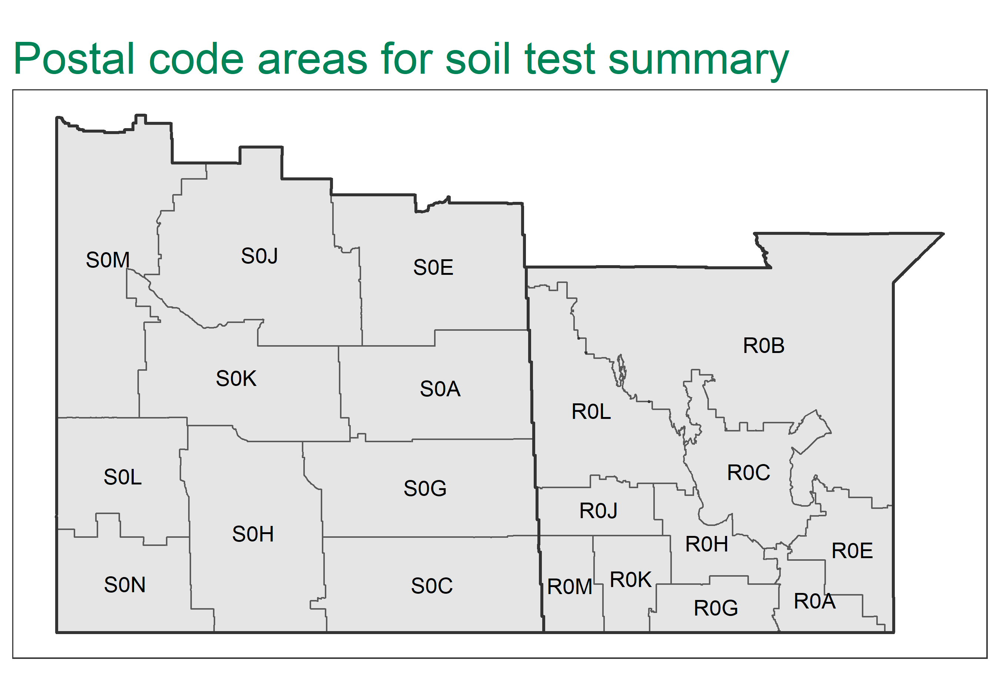 Postal code areas for soil test summary
S0M
S0J
S0E
R0B
S0K
S0A
R0L
S0L
S0G
R0C
R0J
S0H
R0H
R0E
S0N
S0C
R0M
R0K
R0G
R0A